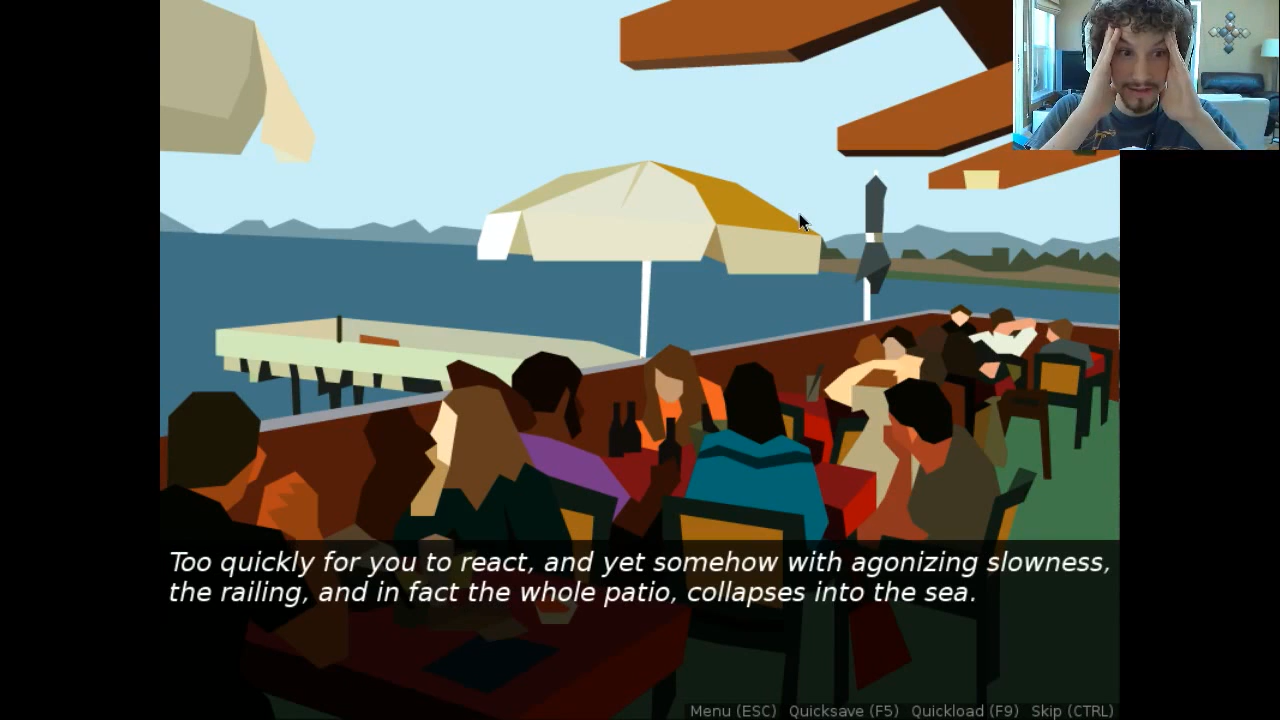 Too quickly for you to react, and yet somehow with agonizing slowness,
the railing, and in fact the whole patio, collapses into the sea.
Menu (ESC) Quicksave (F5) Quickload (F9) Skip (CTRL)